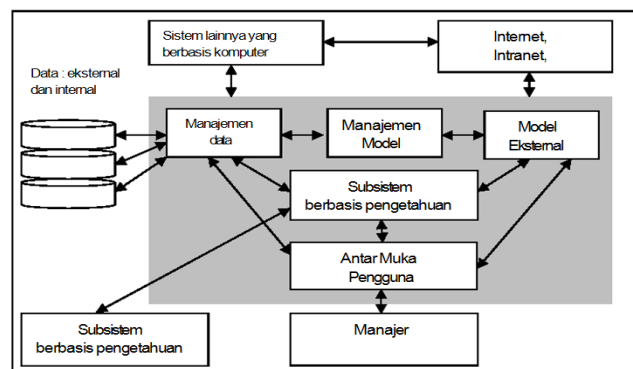 Sistem lainnya yang
berbasis komputer
Internet,
Intranet,
Data : eksternal
dan internal
Manajemen
data
Manajemen
Model
Model
Eksternal
Subsistem
berbasis pengetahuan
Antar Muka
Pengguna
Subsistem
berbasis pengetahuan
Manajer